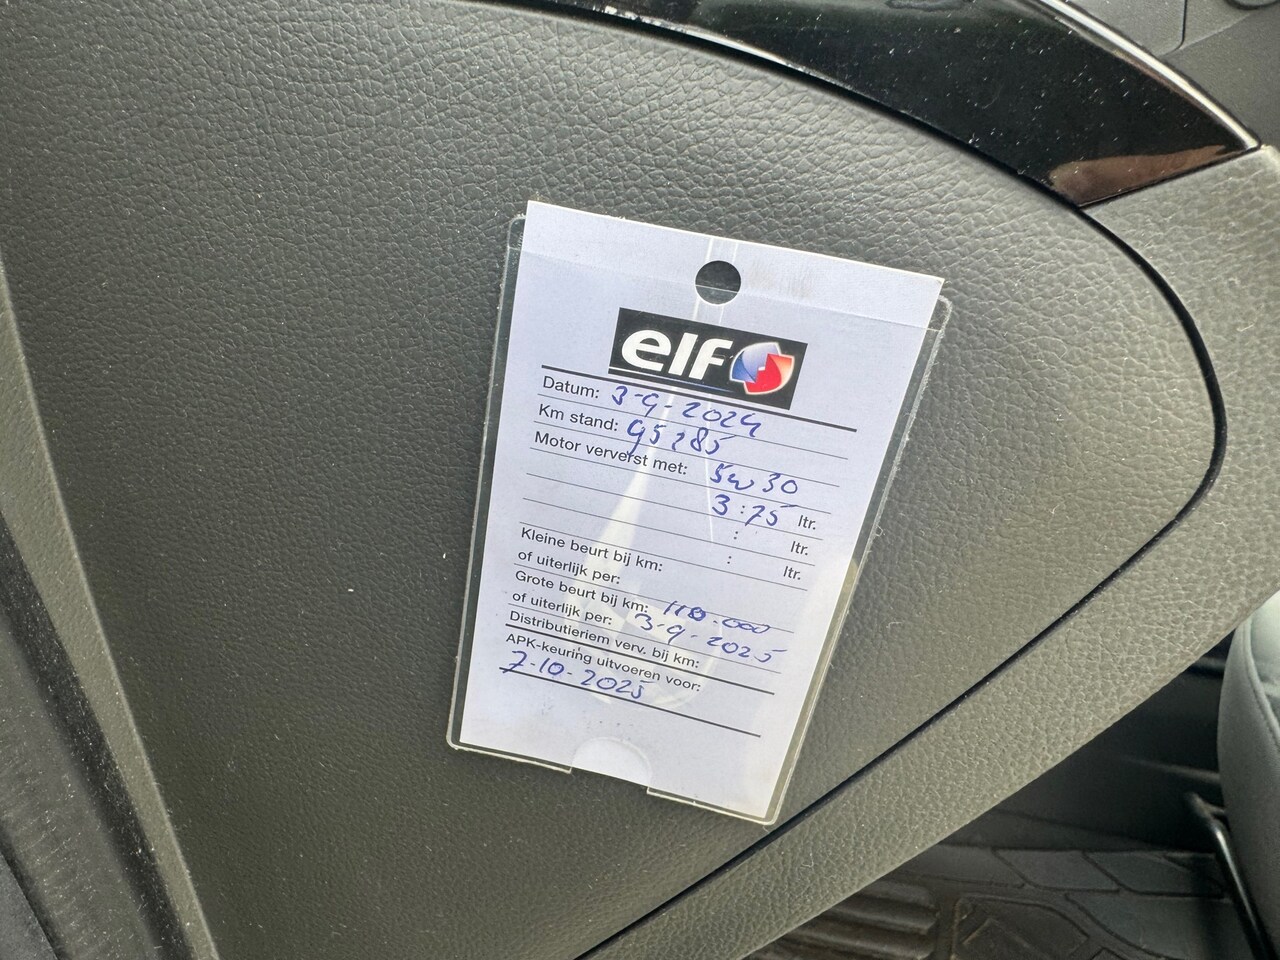 elf
Datum: 3-9-2024
Km stand: 95285
Motor ververst met: 5w30
3:75 ltr.
: ltr.
: ltr.
Kleine beurt bij km:
of uiterlijk per:
Grote beurt bij km: 110.000
of uiterlijk per: 3-9-2025
Distributieriem verv. bij km:
APK-keuring uitvoeren voor:
7-10-2025